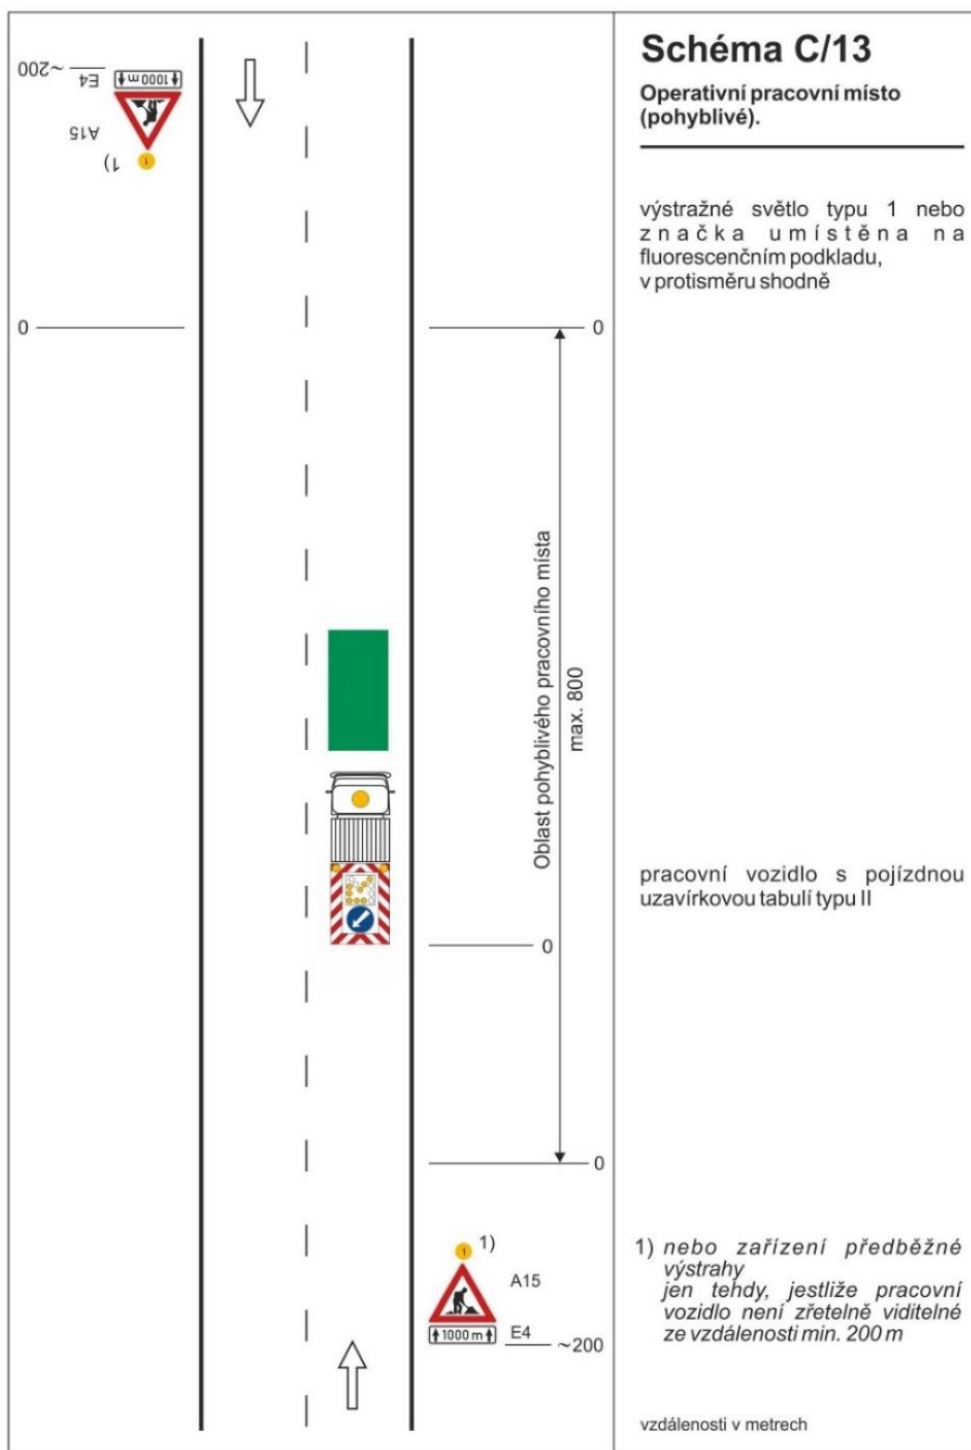 Schéma C/13
Operativní pracovní místo
(pohyblivé).
výstražné světlo typu 1 nebo
značka umístěna na
fluorescenčním podkladu,
v protisměru shodně
~200
E4
1000 m
A15
1)
1
0
0
Oblast pohyblivého pracovního místa
max. 800
pracovní vozidlo s pojízdnou
uzavírkovou tabulí typu II
0
0
1
1)
A15
1000 m
E4
~200
1) nebo zařízení předběžné
výstrahy
jen tehdy, jestliže pracovní
vozidlo není zřetelně viditelné
ze vzdálenosti min. 200 m
vzdálenosti v metrech